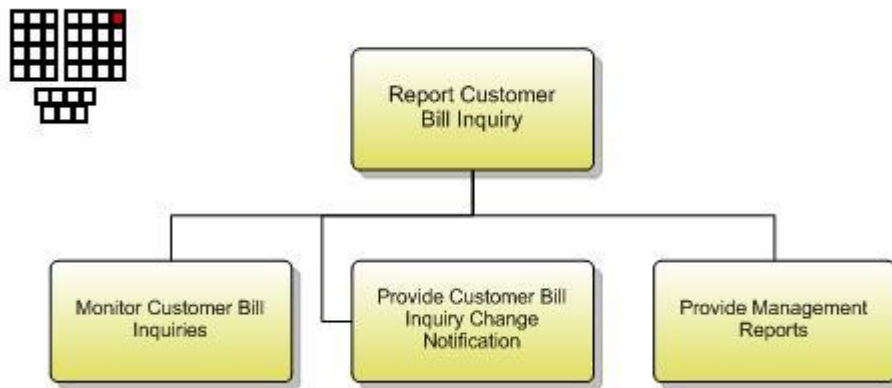 Report Customer
Bill Inquiry
Monitor Customer Bill
Inquiries
Provide Customer Bill
Inquiry Change
Notification
Provide Management
Reports